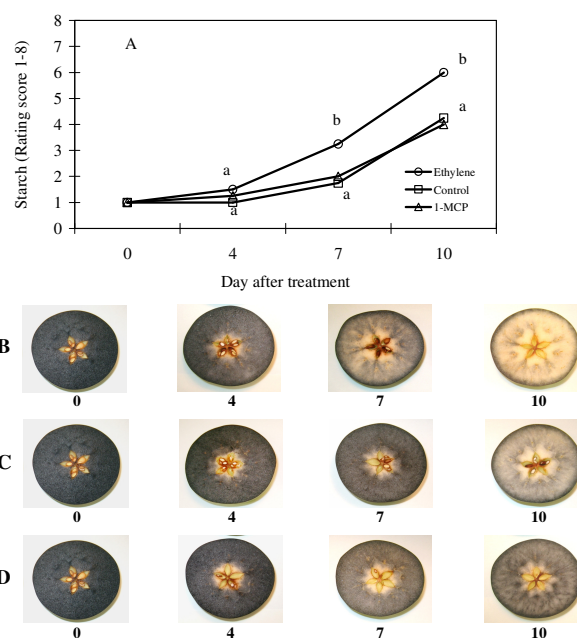 A
Starch (Rating score 1-8)
8
7
6
5
4
3
2
1
0
b
b
a
a
a
a
Ethylene
Control
1-MCP
0 4 7 10
Day after treatment
B
0 4 7 10
C
0 4 7 10
D
0 4 7 10